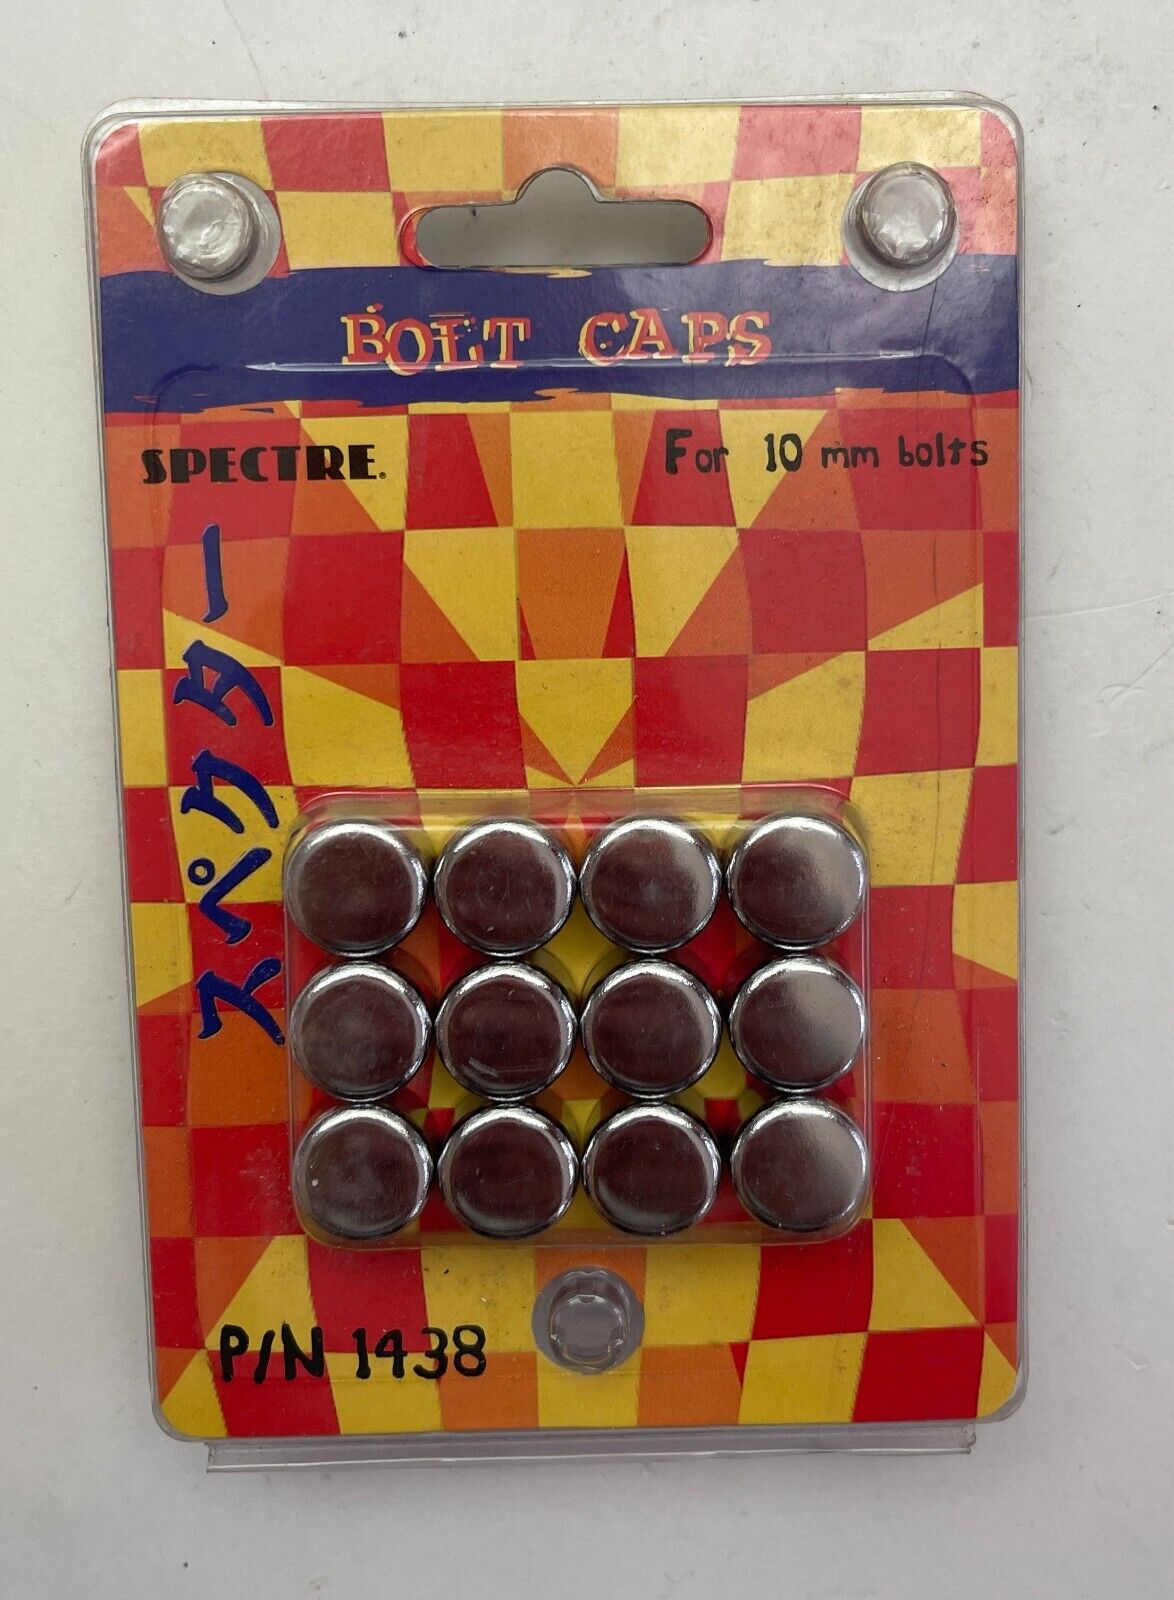 BOLT CAPS
SPECTRE®
For 10 mm bolts
スペクター
P/N 1438